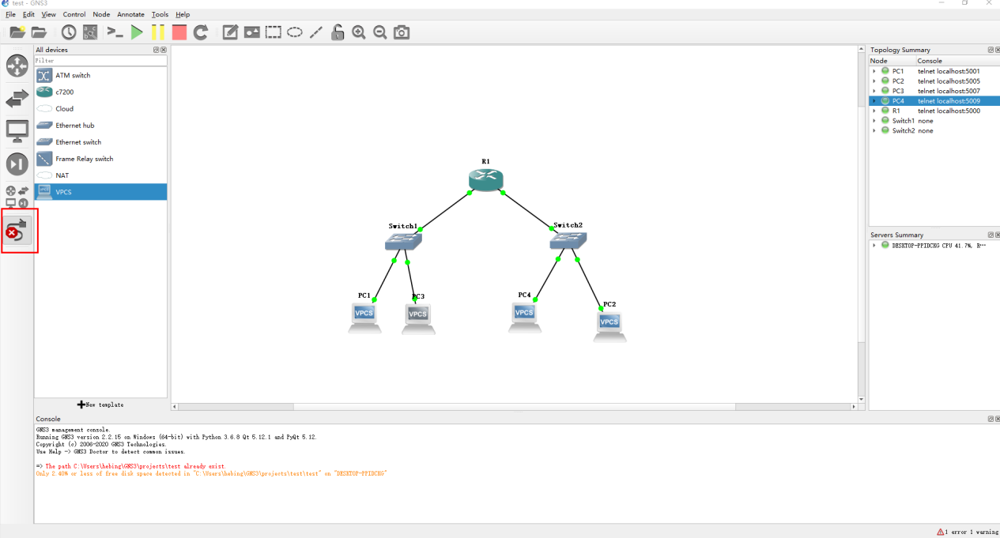 test - GNS3
File Edit View Control Node Annotate Tools Help
All devices
Filter
ATM switch
c7200
Cloud
Ethernet hub
Ethernet switch
Frame Relay switch
NAT
VPCS
New template
R1
Switch1
Switch2
PC1
PC3
PC4
PC2
VPCS
VPCS
VPCS
VPCS
Topology Summary
Node Console
PC1 telnet localhost:5001
PC2 telnet localhost:5005
PC3 telnet localhost:5007
PC4 telnet localhost:5009
R1 telnet localhost:5000
Switch1 none
Switch2 none
Servers Summary
DESKTOP-PPIDCKG CPU 41.7%, R···
Console
GNS3 management console.
Running GNS3 version 2.2.15 on Windows (64-bit) with Python 3.6.8 Qt 5.12.1 and PyQt 5.12.
Copyright (c) 2006-2020 GNS3 Technologies.
Use Help -> GNS3 Doctor to detect common issues.
=> The path C:\Users\hebing\GNS3\projects\test already exist.
Only 2.40% or less of free disk space detected in "C:\Users\hebing\GNS3\projects\test\test" on "DESKTOP-PPIDCKG"
1 error 1 warning